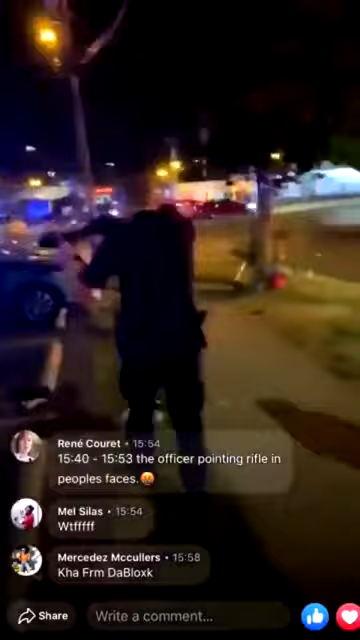 René Couret • 15:54
15:40 - 15:53 the officer pointing rifle in
peoples faces.🤬
Mel Silas • 15:54
Wtfffff
Mercedez Mccullers • 15:58
Kha Frm DaBloxk
Share
Write a comment...